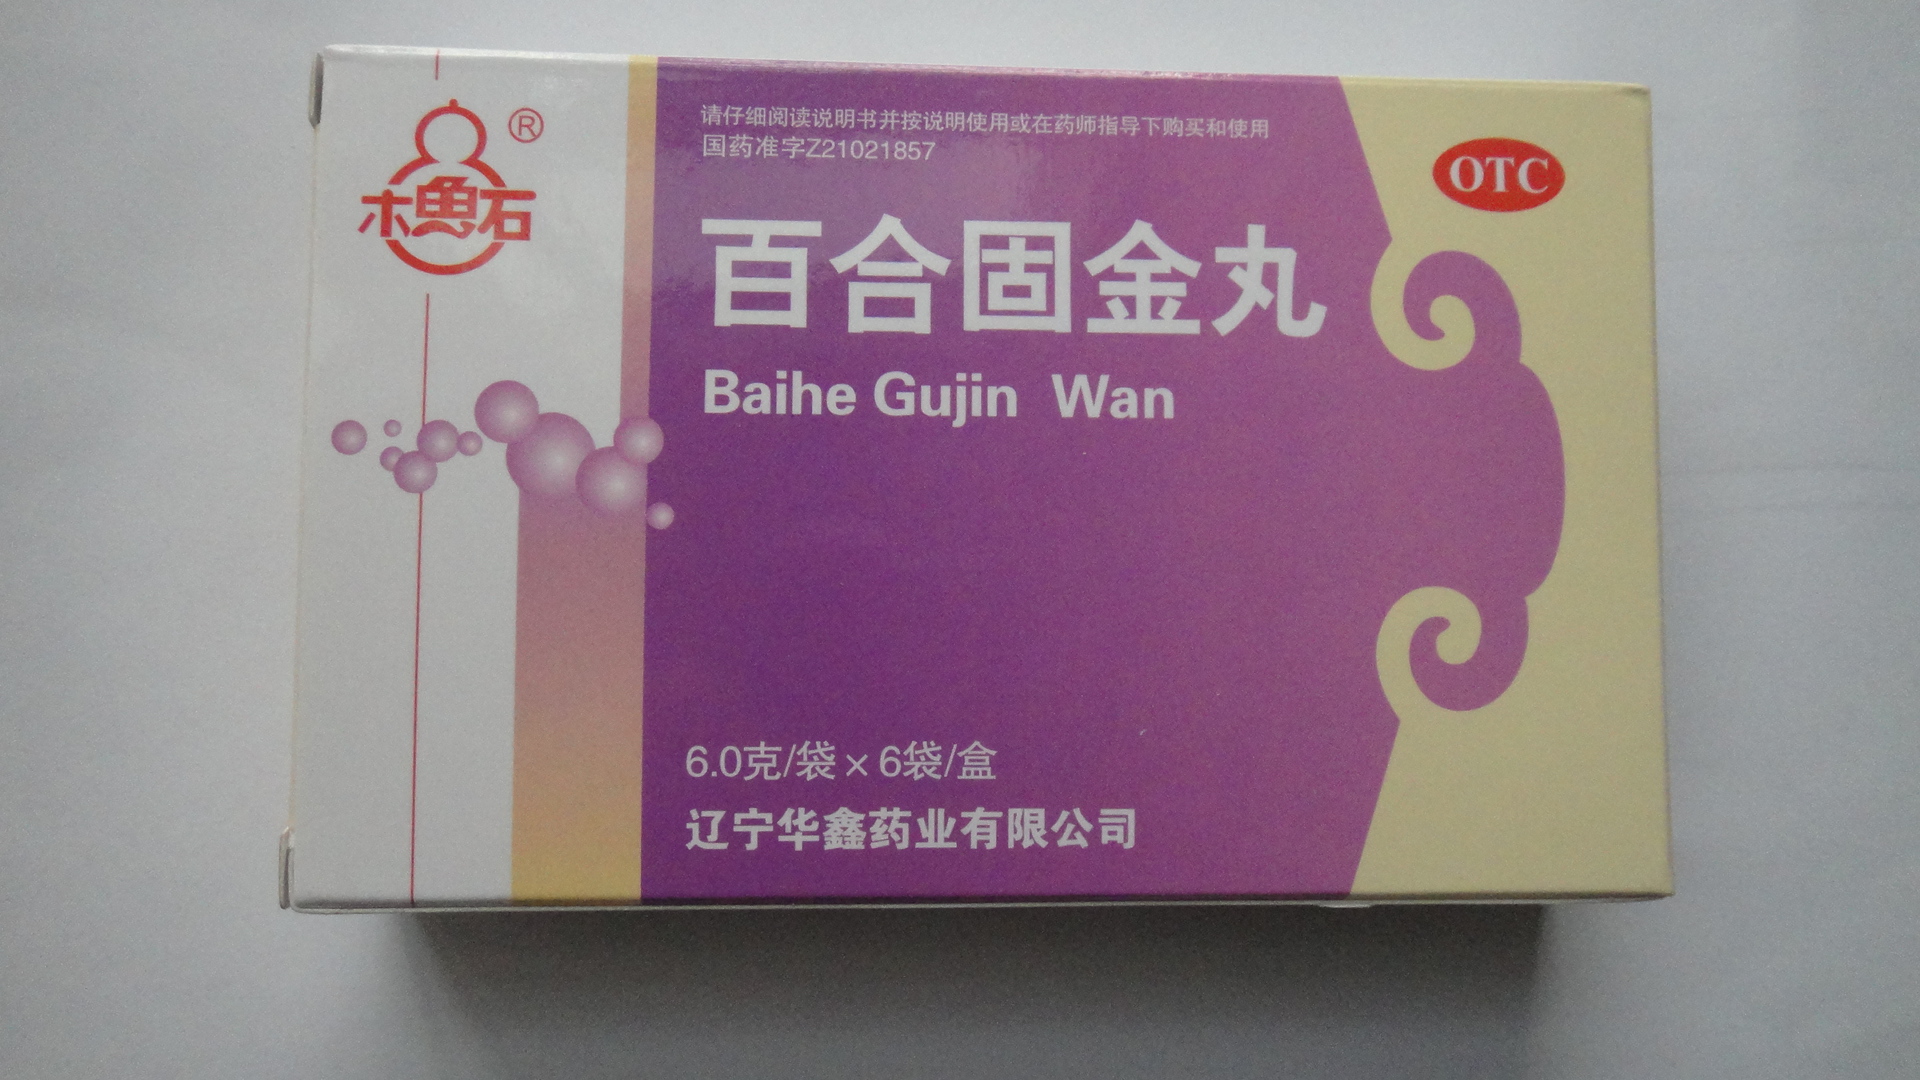 木鱼石
®
请仔细阅读说明书并按说明使用或在药师指导下购买和使用
国药准字Z21021857
OTC
百合固金丸
Baihe Gujin Wan
6.0克/袋×6袋/盒
辽宁华鑫药业有限公司